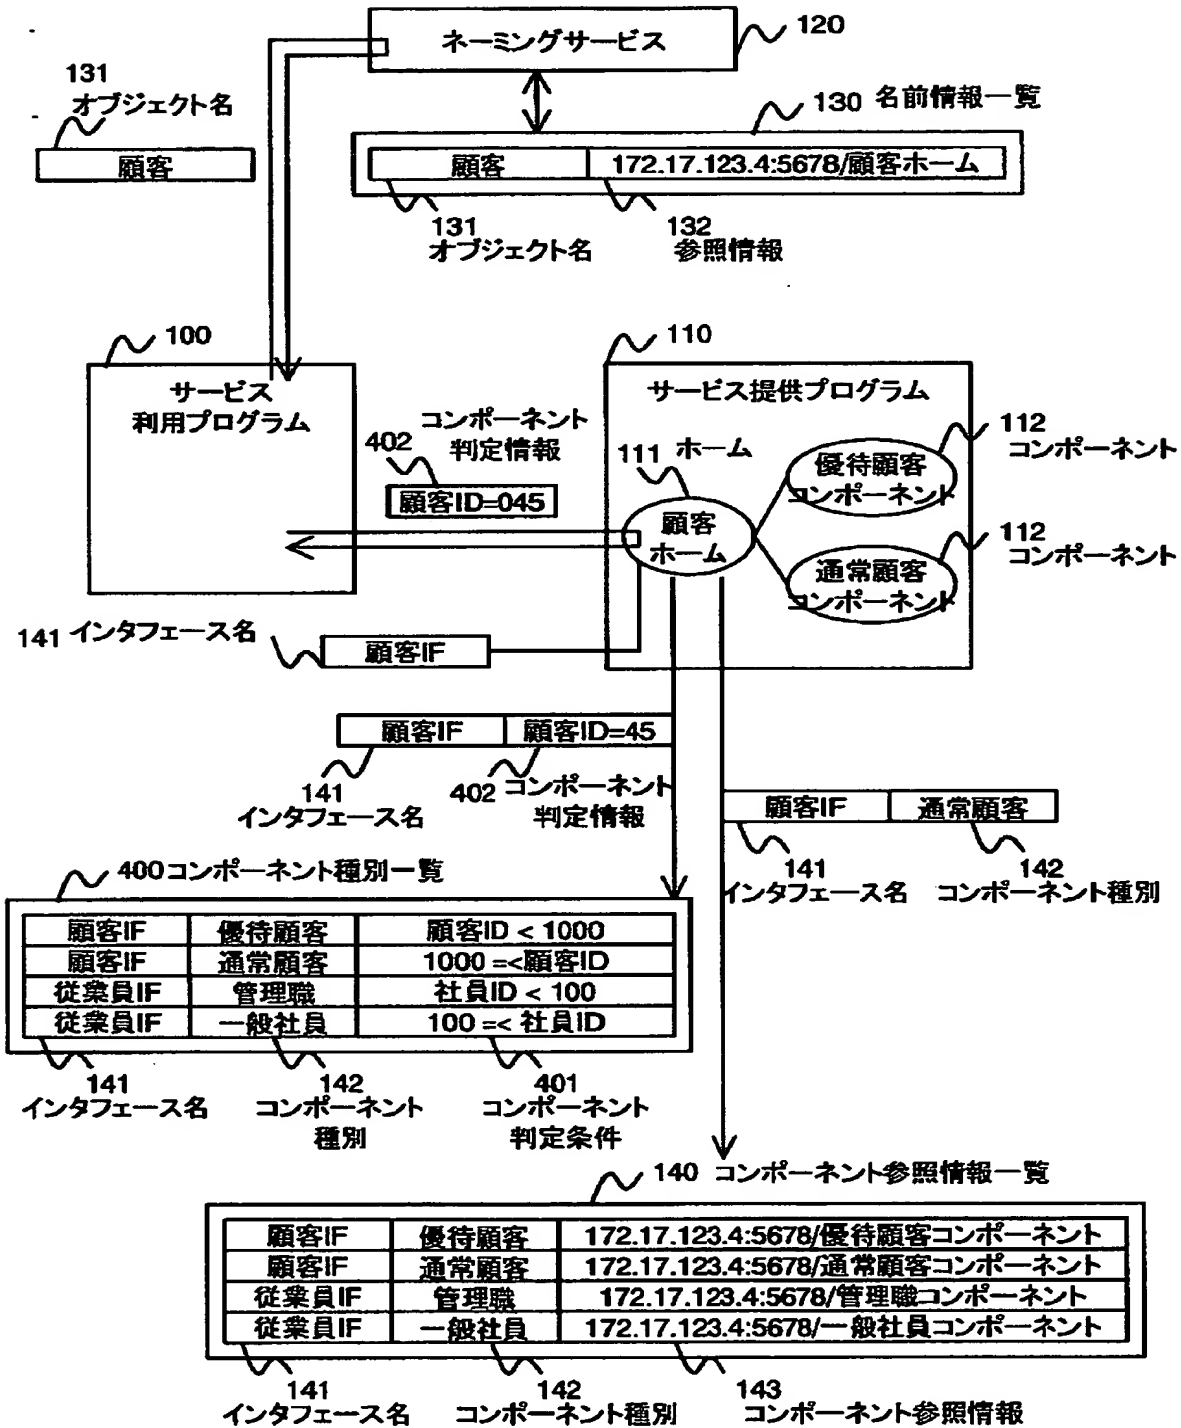 ネーミングサービス
120
131
オブジェクト名
顧客
130 名前情報一覧
顧客 172.17.123.4:5678/顧客ホーム
131
オブジェクト名
132
参照情報
100
サービス
利用プログラム
110
サービス提供プログラム
コンポーネント
判定情報
402
顧客ID=045
111 ホーム
顧客
ホーム
優待顧客
コンポーネント
112
コンポーネント
通常顧客
コンポーネント
112
コンポーネント
141 インタフェース名
顧客IF
顧客IF 顧客ID=45
141
インタフェース名
402 コンポーネント
判定情報
顧客IF 通常顧客
141
インタフェース名
142
コンポーネント種別
400コンポーネント種別一覧
顧客IF 優待顧客 顧客ID < 1000
顧客IF 通常顧客 1000 =<顧客ID
従業員IF 管理職 社員ID < 100
従業員IF 一般社員 100 =< 社員ID
141
インタフェース名
142
コンポーネント
種別
401
コンポーネント
判定条件
140 コンポーネント参照情報一覧
顧客IF 優待顧客 172.17.123.4:5678/優待顧客コンポーネント
顧客IF 通常顧客 172.17.123.4:5678/通常顧客コンポーネント
従業員IF 管理職 172.17.123.4:5678/管理職コンポーネント
従業員IF 一般社員 172.17.123.4:5678/一般社員コンポーネント
141
インタフェース名
142
コンポーネント種別
143
コンポーネント参照情報